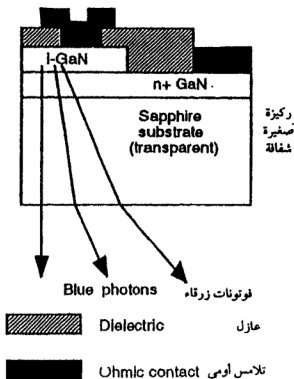 i-GaN
n+ GaN
Sapphire
substrate
(transparent)
ركيزة
صفيرة
شفافة
Blue photons فوتونات زرقاء
Dielectric عازل
Ohmic contact تلامس أومي